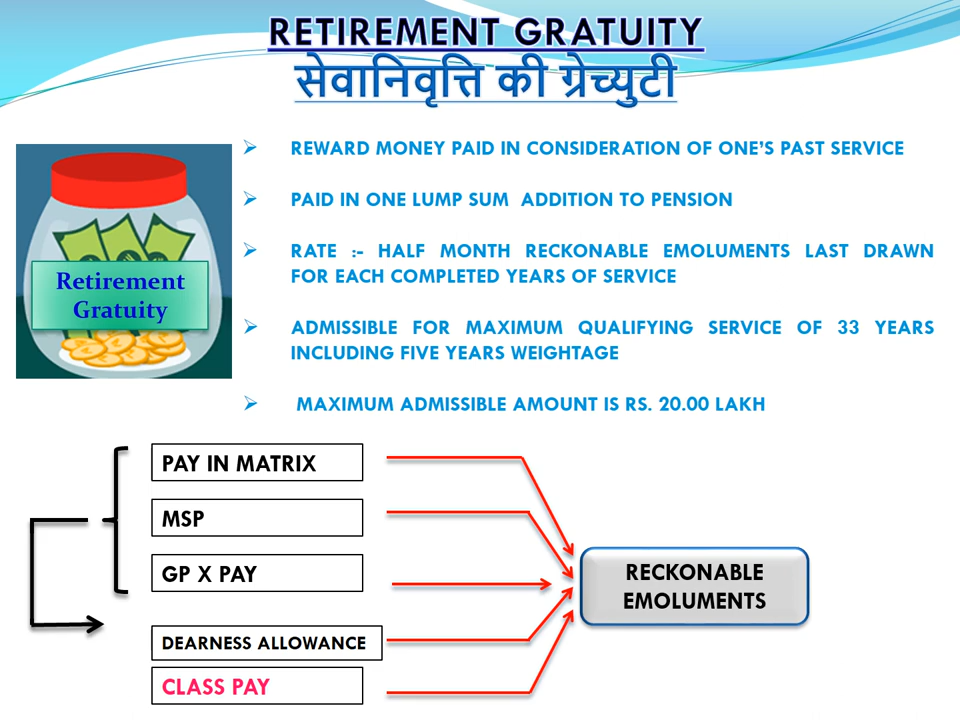 RETIREMENT GRATUITY
सेवानिवृत्ति की ग्रेच्युटी
REWARD MONEY PAID IN CONSIDERATION OF ONE'S PAST SERVICE
PAID IN ONE LUMP SUM ADDITION TO PENSION
RATE :- HALF MONTH RECKONABLE EMOLUMENTS LAST DRAWN
FOR EACH COMPLETED YEARS OF SERVICE
ADMISSIBLE FOR MAXIMUM QUALIFYING SERVICE OF 33 YEARS
INCLUDING FIVE YEARS WEIGHTAGE
MAXIMUM ADMISSIBLE AMOUNT IS RS. 20.00 LAKH
Retirement
Gratuity
PAY IN MATRIX
MSP
GP X PAY
DEARNESS ALLOWANCE
CLASS PAY
RECKONABLE
EMOLUMENTS